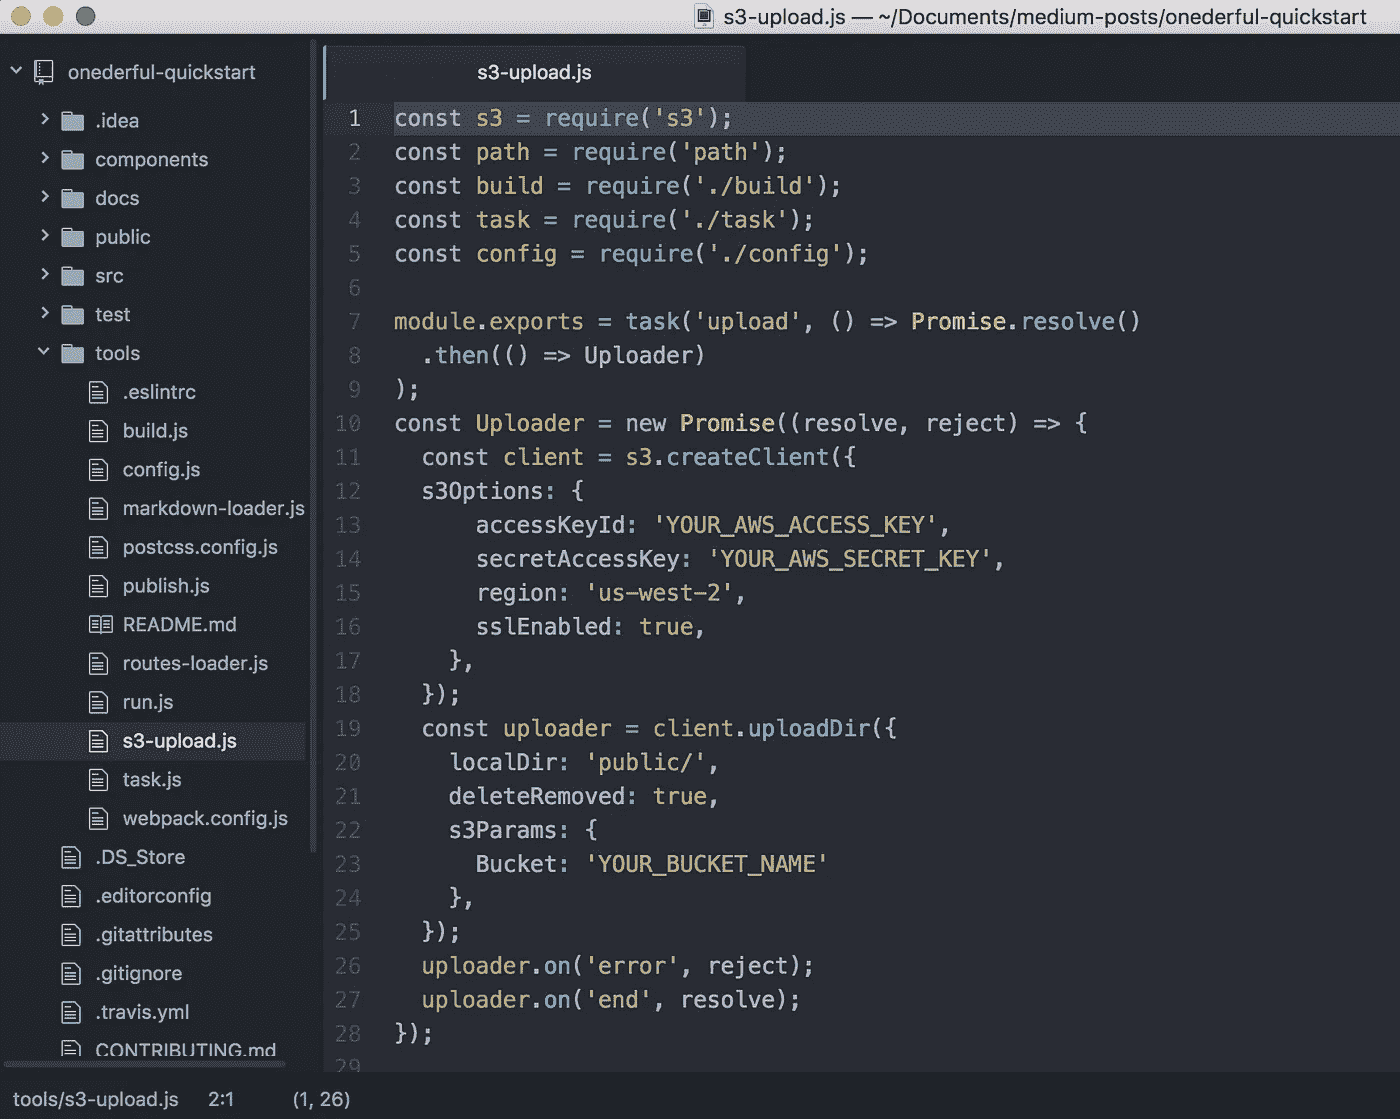 s3-upload.js — ~/Documents/medium-posts/onederful-quickstart
onederful-quickstart
.idea
components
docs
public
src
test
tools
.eslintrc
build.js
config.js
markdown-loader.js
postcss.config.js
publish.js
README.md
routes-loader.js
run.js
s3-upload.js
task.js
webpack.config.js
.DS_Store
.editorconfig
.gitattributes
.gitignore
.travis.yml
CONTRIBUTING.md
s3-upload.js
1 const s3 = require('s3');
2 const path = require('path');
3 const build = require('./build');
4 const task = require('./task');
5 const config = require('./config');
6
7 module.exports = task('upload', () => Promise.resolve()
8   .then(() => Uploader)
9 );
10 const Uploader = new Promise((resolve, reject) => {
11   const client = s3.createClient({
12   s3Options: {
13       accessKeyId: 'YOUR_AWS_ACCESS_KEY',
14       secretAccessKey: 'YOUR_AWS_SECRET_KEY',
15       region: 'us-west-2',
16       sslEnabled: true,
17     },
18   });
19   const uploader = client.uploadDir({
20     localDir: 'public/',
21     deleteRemoved: true,
22     s3Params: {
23       Bucket: 'YOUR_BUCKET_NAME'
24     },
25   });
26   uploader.on('error', reject);
27   uploader.on('end', resolve);
28 });
29
tools/s3-upload.js 2:1 (1, 26)